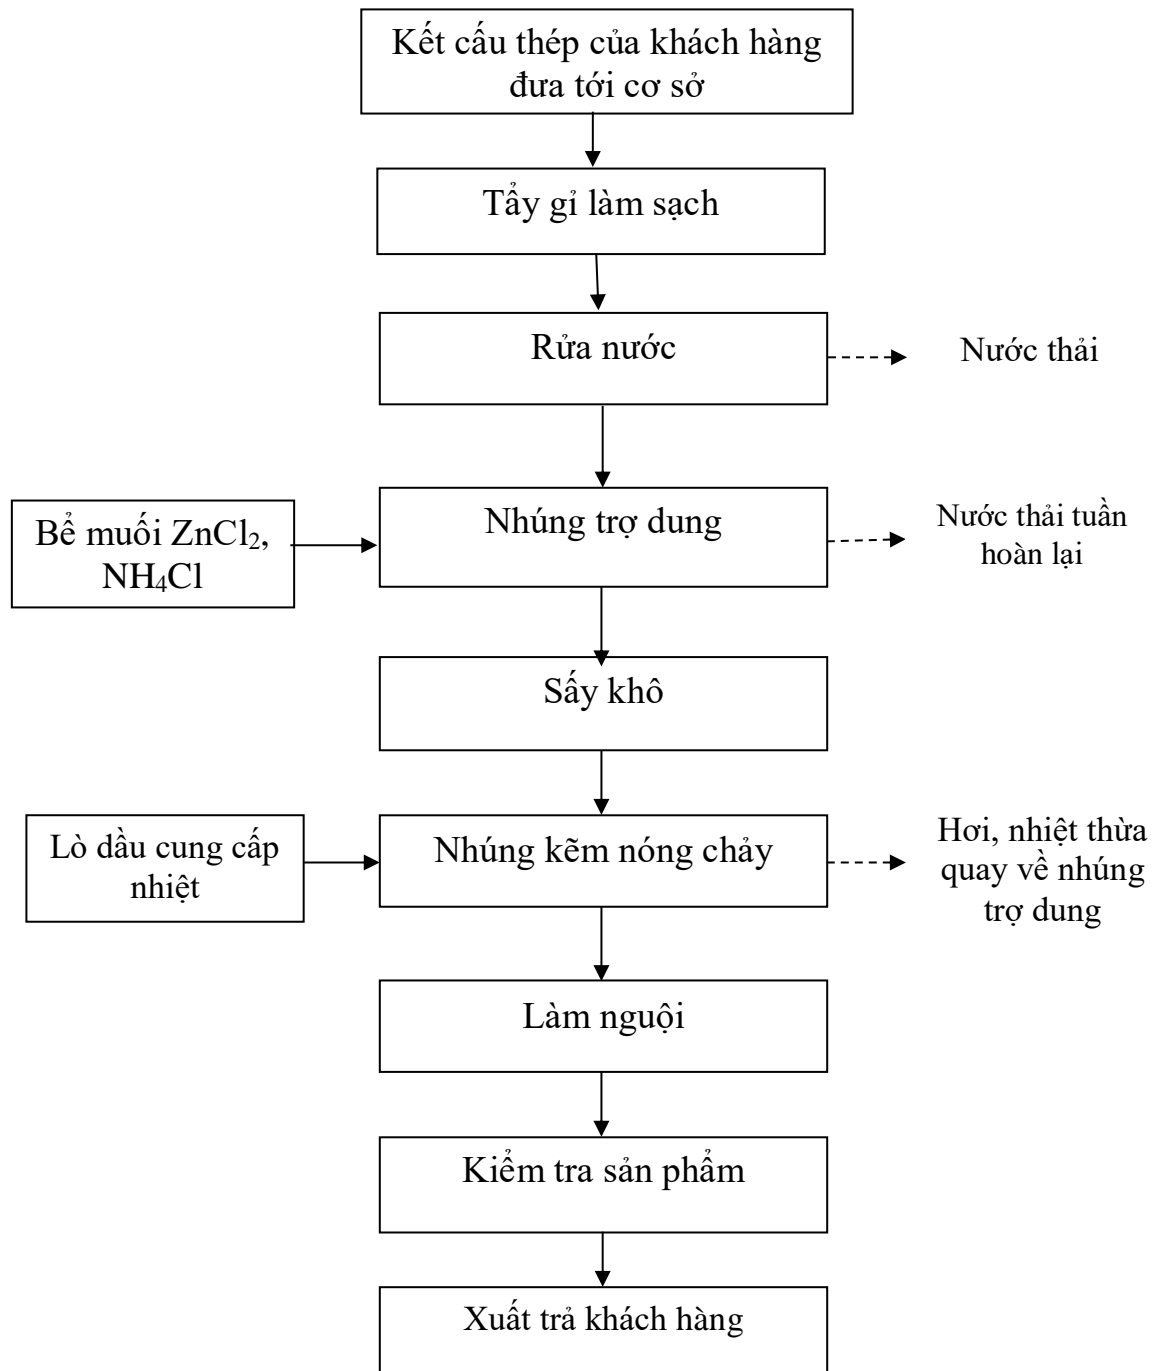 Kết cấu thép của khách hàng
đưa tới cơ sở
Tẩy gỉ làm sạch
Rửa nước
Nước thải
Bể muối ZnCl₂,
NH₄Cl
Nhúng trợ dung
Nước thải tuần
hoàn lại
Sấy khô
Lò dầu cung cấp
nhiệt
Nhúng kẽm nóng chảy
Hơi, nhiệt thừa
quay về nhúng
trợ dung
Làm nguội
Kiểm tra sản phẩm
Xuất trả khách hàng